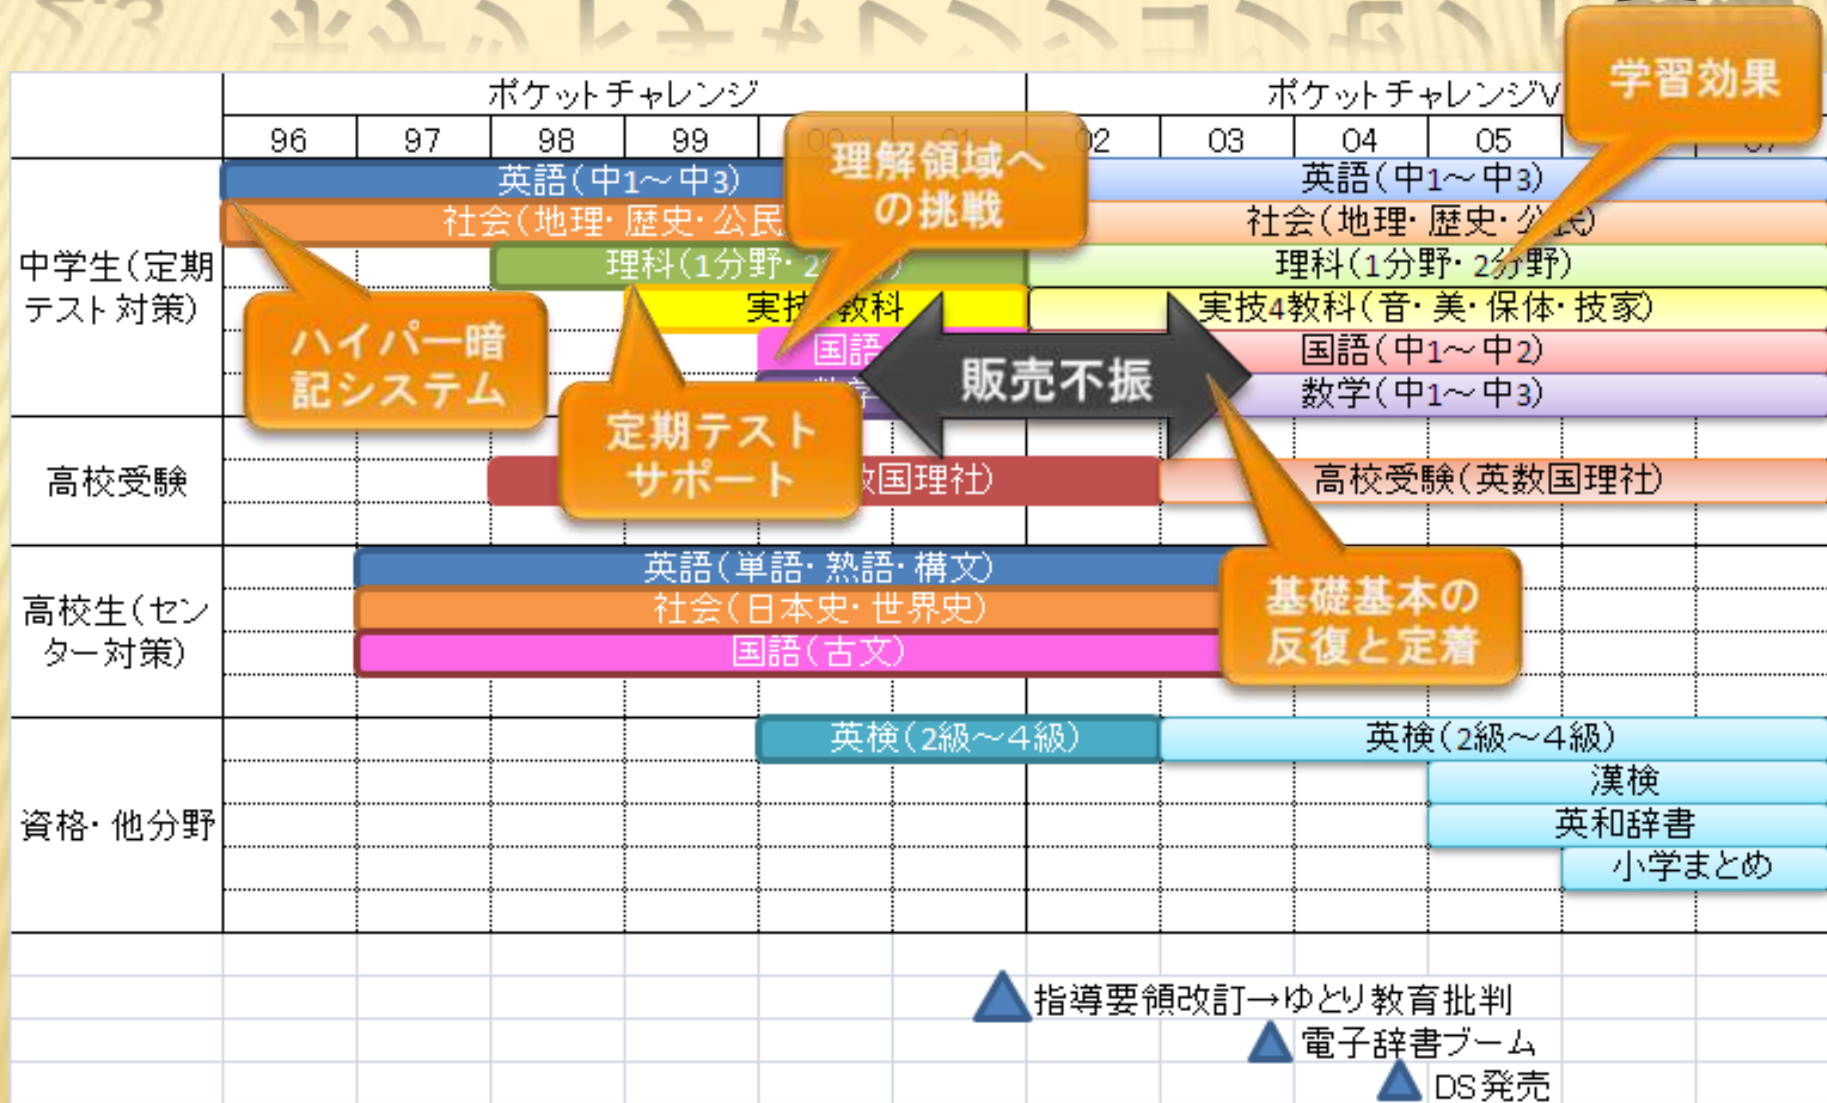 ポケットチャレンジ
ポケットチャレンジV
96 97 98 99 02 03 04 05
学習効果
理解領域へ
の挑戦
中学生(定期
テスト対策)
英語(中1～中3)
英語(中1～中3)
社会(地理・歴史・公民
社会(地理・歴史・公民)
理科(1分野・2分野)
理科(1分野・2分野)
実技 教科
実技4教科(音・美・保体・技家)
国語
国語(中1～中2)
数学(中1～中3)
ハイパー暗
記システム
定期テスト
サポート
販売不振
高校受験
国理社)
高校受験(英数国理社)
高校生(セン
ター対策)
英語(単語・熟語・構文)
社会(日本史・世界史)
国語(古文)
基礎基本の
反復と定着
資格・他分野
英検(2級～4級)
英検(2級～4級)
漢検
英和辞書
小学まとめ
指導要領改訂→ゆとり教育批判
電子辞書ブーム
DS発売